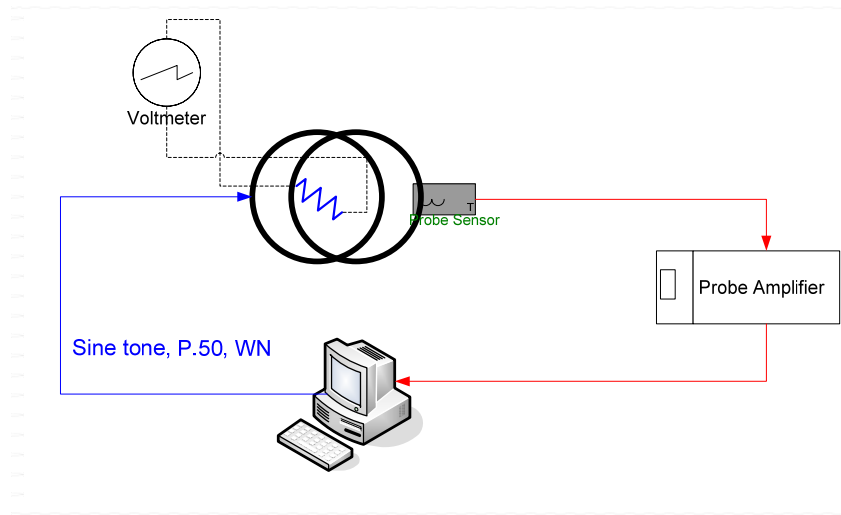 Voltmeter
T
Probe Sensor
Probe Amplifier
Sine tone, P.50, WN